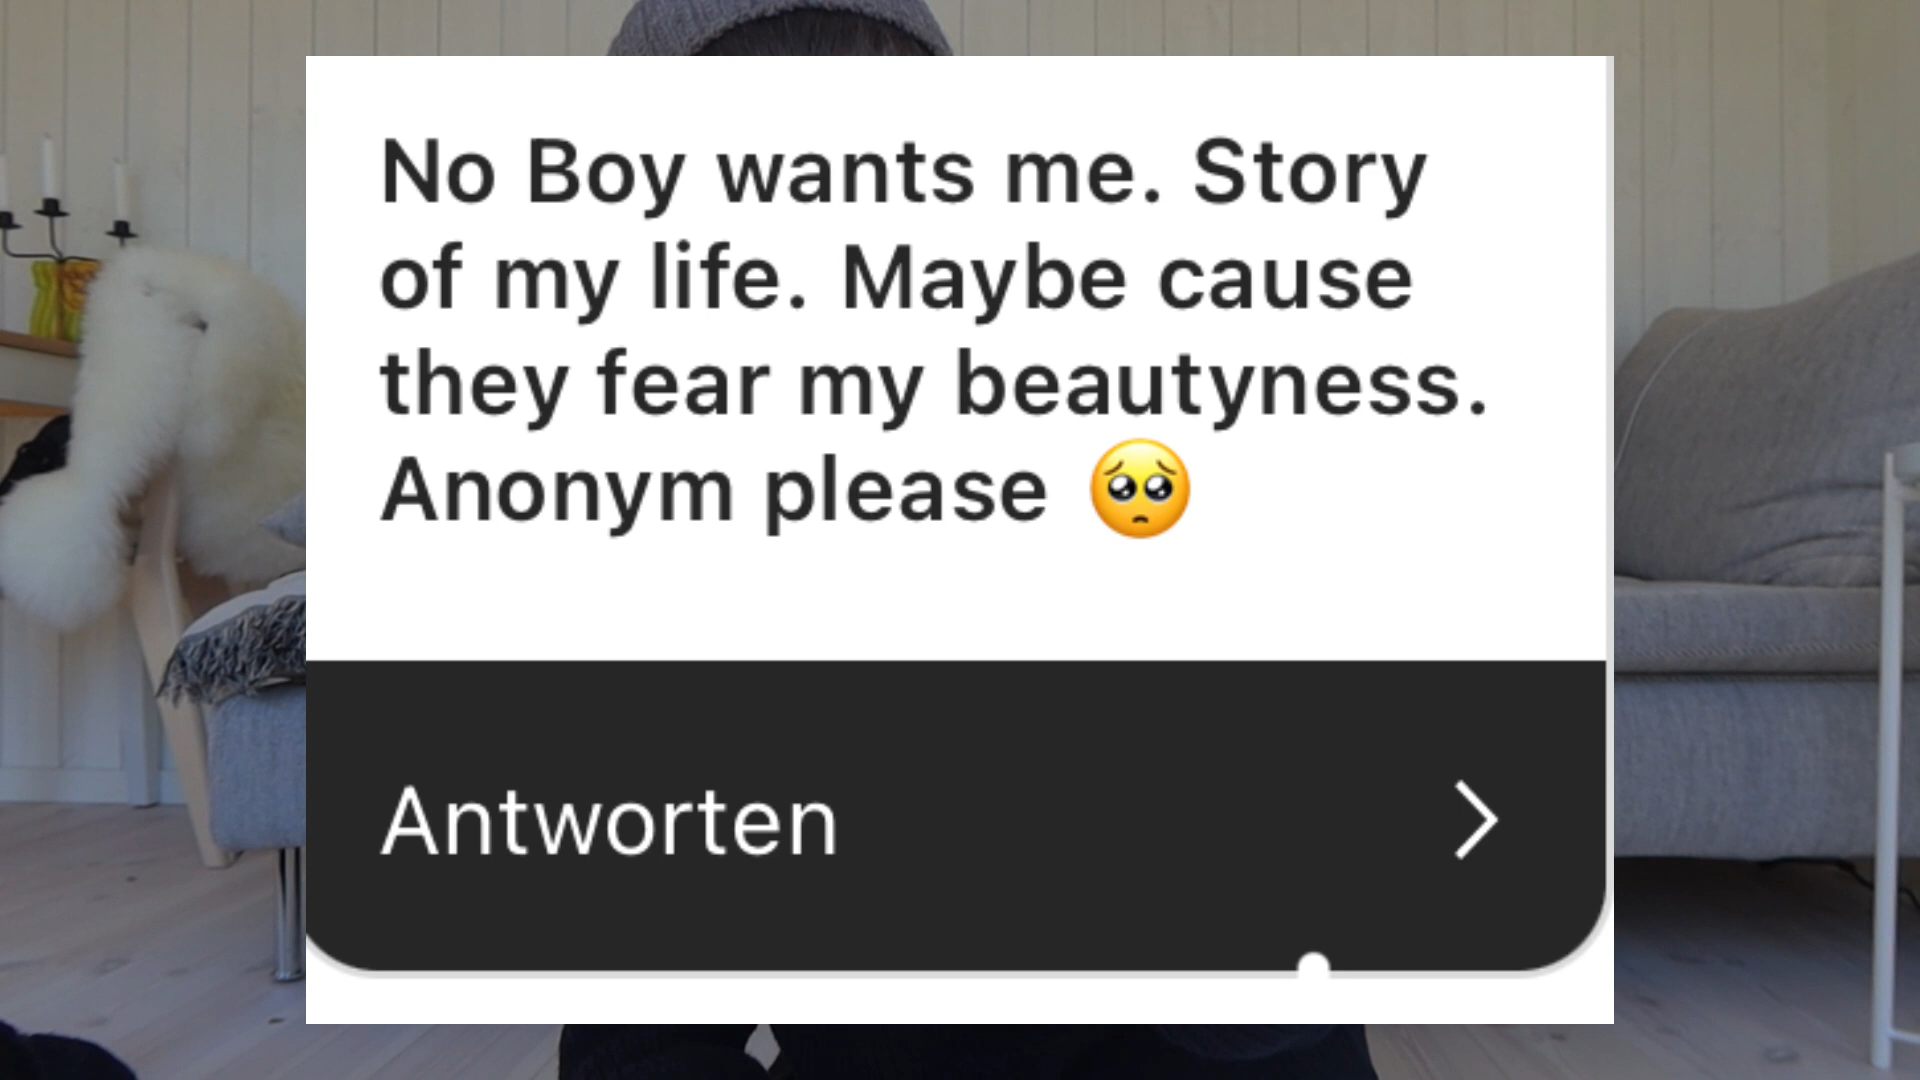 No Boy wants me. Story
of my life. Maybe cause
they fear my beautyness.
Anonym please 🥺
Antworten